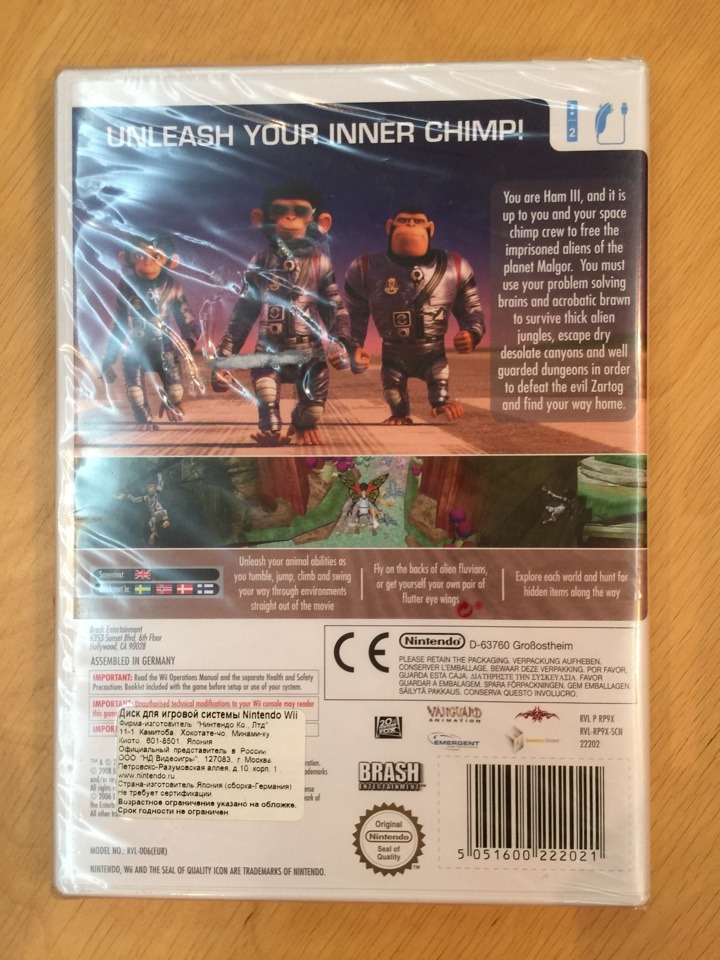 UNLEASH YOUR INNER CHIMP!
2
You are Ham III, and it is
up to you and your space
chimp crew to free the
imprisoned aliens of the
planet Malgor. You must
use your problem solving
brains and acrobatic brawn
to survive thick alien
jungles, escape dry
desolate canyons and well
guarded dungeons in order
to defeat the evil Zartog
and find your way home.
Screentext:
Unleash your animal abilities as
you tumble, jump, climb and swing
your way through environments
straight out of the movie
Fly on the backs of alien fluvians,
or get yourself your own pair of
flutter eye wings
Explore each world and hunt for
hidden items along the way
Brash Entertainment
6353 Sunset Blvd. 6th Floor
Hollywood, CA 90028
ASSEMBLED IN GERMANY
IMPORTANT: Read the Wii Operations Manual and the separate Health and Safety
Precautions Booklet included with the game before setup or use of your system.
IMPORTANT: Unauthorised technical modifications to your Wii console may render
this game
Диск для игровой системы Nintendo Wii
Фирма-изготовитель "Нинтендо Ко., Лтд"
11-1 Камитоба Хокотате-чо, Минами-ку
Киото, 601-8501 Япония
Официальный представитель в России
ООО "НД Видеоигры", 127083, г. Москва
Петровско-Разумовская аллея, д.10, корп. 1
www.nintendo.ru
Страна-изготовитель:Япония (сборка-Германия)
Не требует сертификации
Возрастное ограничение указано на обложке.
Срок годности не ограничен
MODEL NO.: RVL-006(EUR)
NINTENDO, Wii AND THE SEAL OF QUALITY ICON ARE TRADEMARKS OF NINTENDO.
CE
Nintendo D-63760 Großostheim
PLEASE RETAIN THE PACKAGING. VERPACKUNG AUFHEBEN.
CONSERVER L'EMBALLAGE. BEWAAR DEZE VERPAKKING. POR FAVOR,
GUARDA ESTA CAJA. ΔΙΑΤΗΡΗΣΤΕ ΤΗΝ ΣΥΣΚΕΥΑΣΙΑ. FAVOR
GUARDAR A EMBALAGEM. SPARA FÖRPACKNINGEN. GEM EMBALLAGEN.
SÄILYTÄ PAKKAUS. CONSERVA QUESTO INVOLUCRO.
20
FOX
VANGUARD
ANIMATION
EMERGENT
RVL P RP9X
RVL-RP9X-SCN
22202
BRASH
ENTERTAINMENT
Original
Nintendo
Seal of
Quality
TM
5 051600 222021